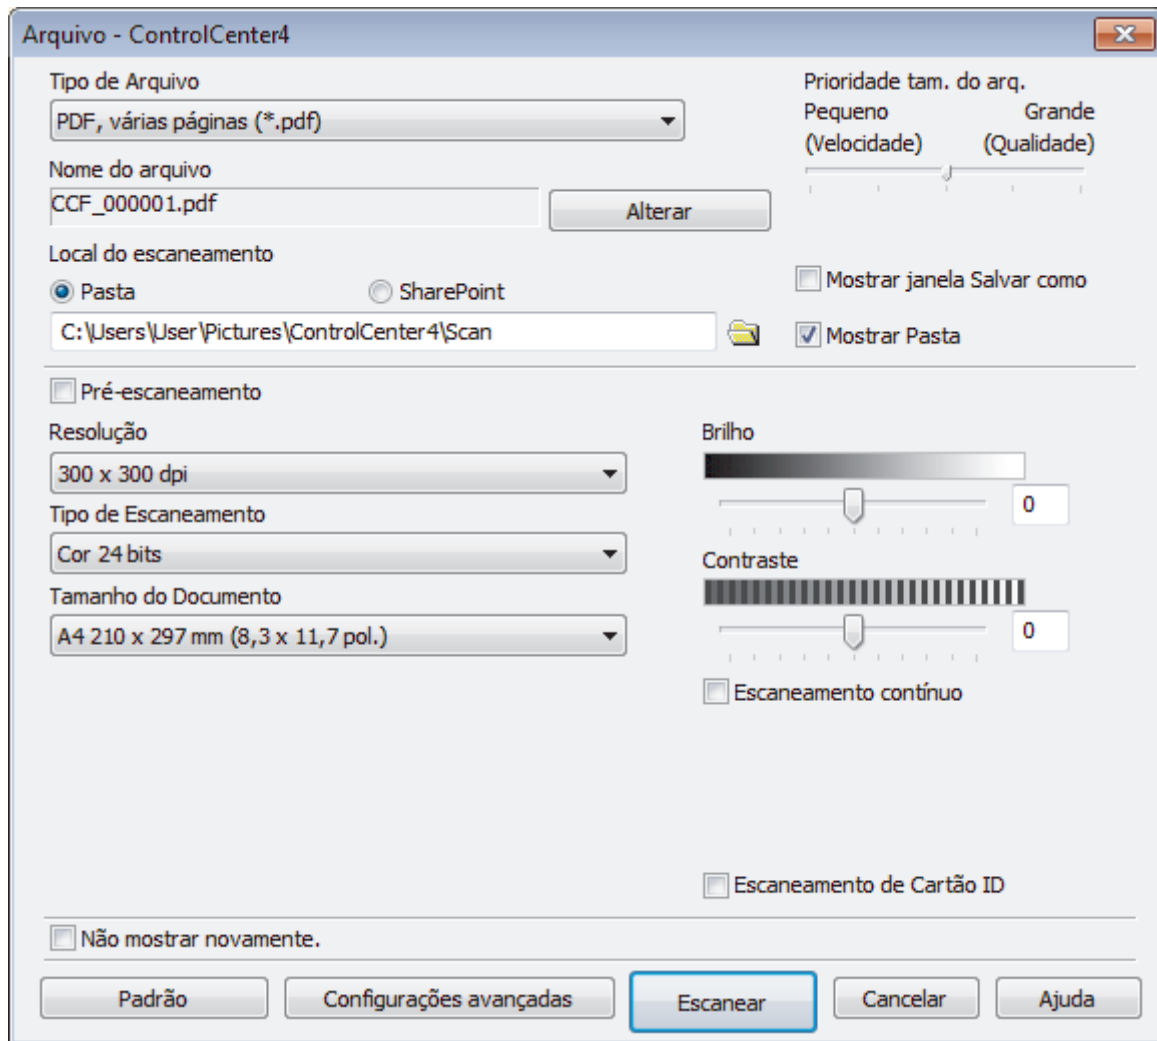 Arquivo - ControlCenter4
Tipo de Arquivo
PDF, várias páginas (*.pdf)
Prioridade tam. do arq.
Pequeno Grande
(Velocidade) (Qualidade)
Nome do arquivo
CCF_000001.pdf
Alterar
Local do escaneamento
Pasta
SharePoint
Mostrar janela Salvar como
C:\Users\User\Pictures\ControlCenter4\Scan
Mostrar Pasta
Pré-escaneamento
Resolução
300 x 300 dpi
Tipo de Escaneamento
Cor 24 bits
Tamanho do Documento
A4 210 x 297 mm (8,3 x 11,7 pol.)
Brilho
0
Contraste
0
Escaneamento contínuo
Escaneamento de Cartão ID
Não mostrar novamente.
Padrão
Configurações avançadas
Escanear
Cancelar
Ajuda